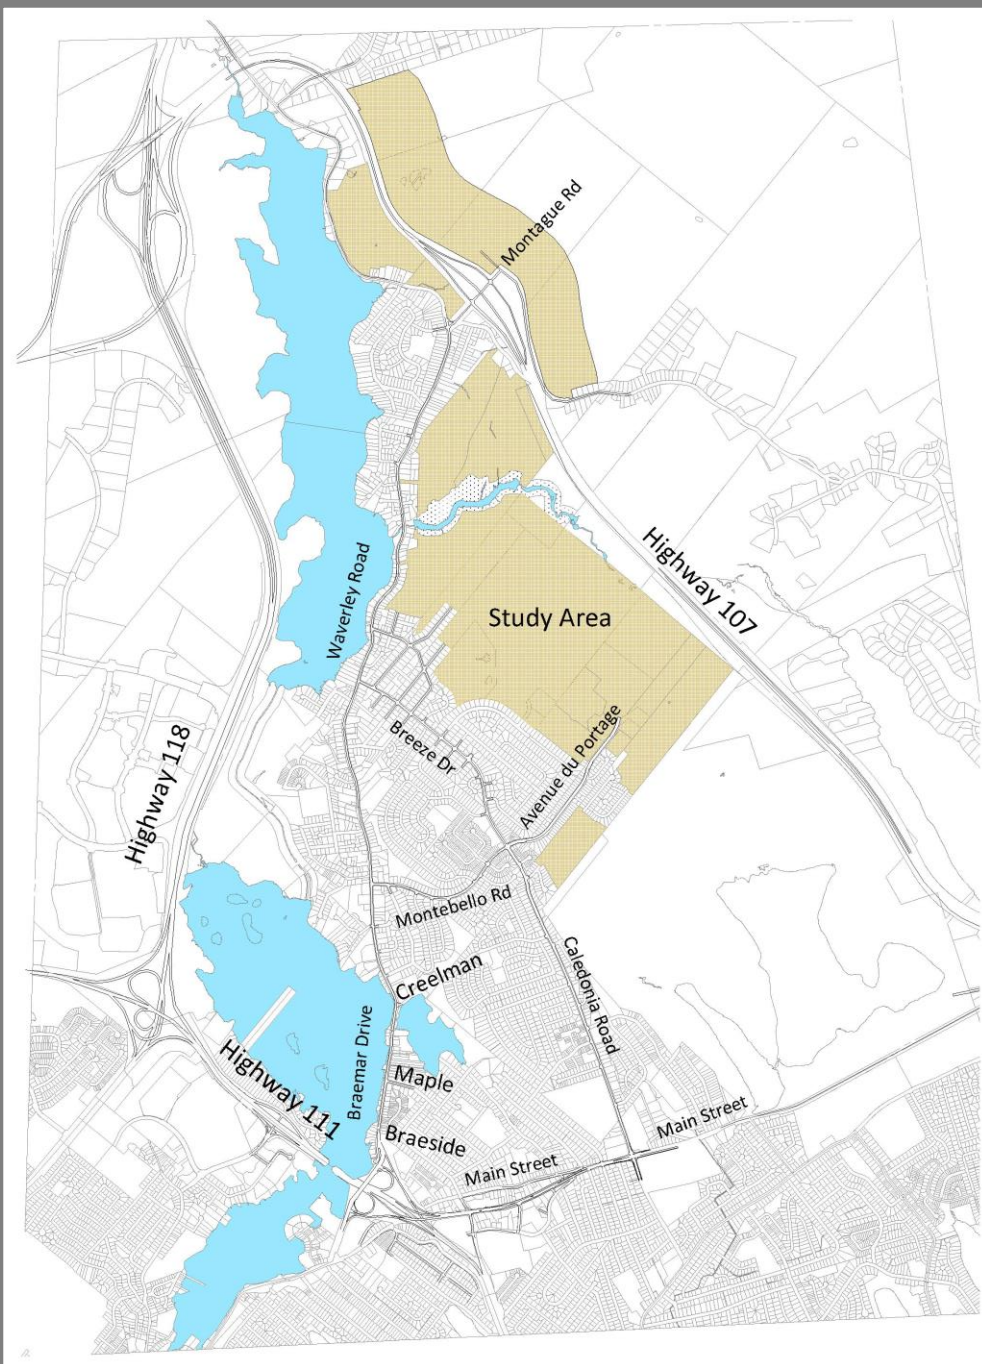 Montague Rd
Highway 107
Waverley Road
Study Area
Breeze Dr
Avenue du Portage
Highway 118
Montebello Rd
Creelman
Caledonia Road
Braemar Drive
Highway 111
Maple
Braeside
Main Street
Main Street